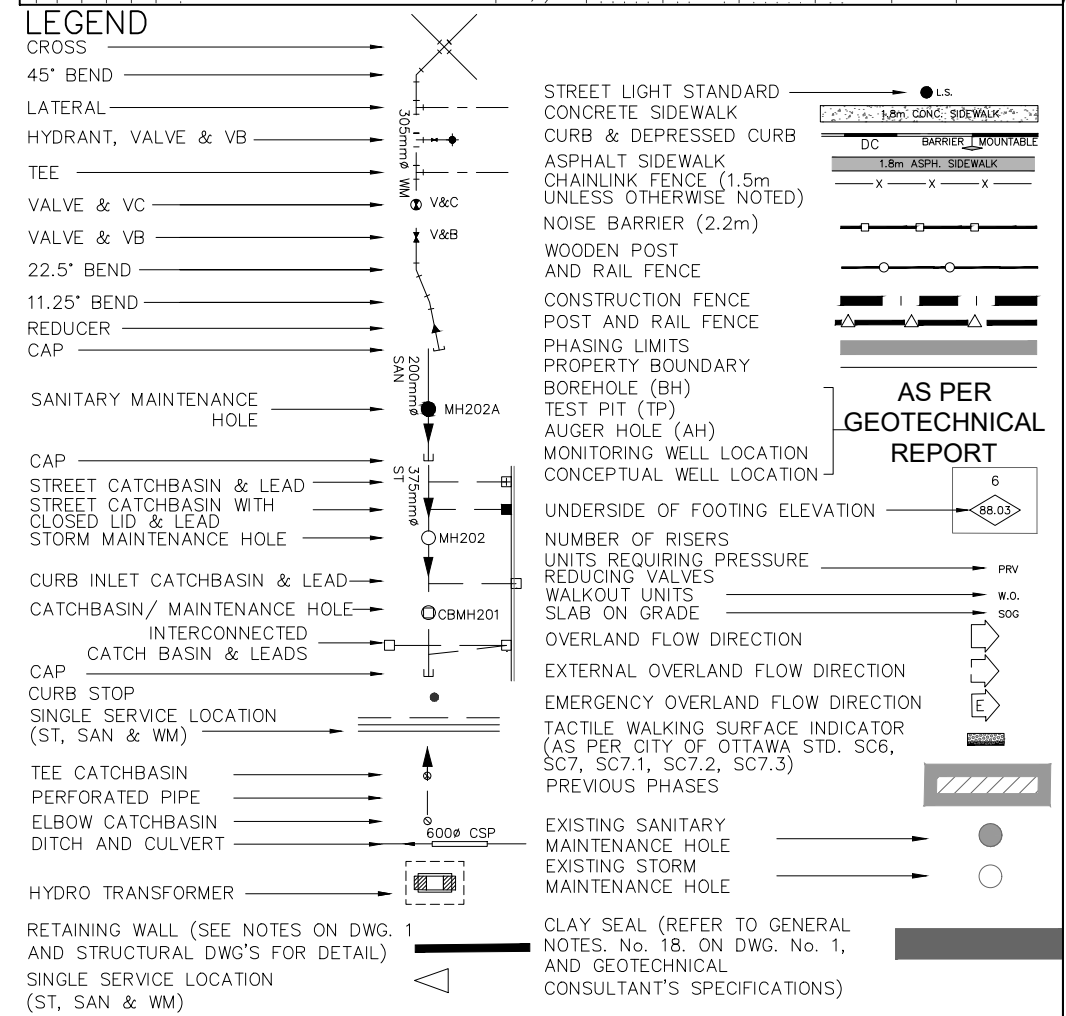 LEGEND
CROSS
45° BEND
LATERAL
HYDRANT, VALVE & VB
TEE
VALVE & VC
VALVE & VB
22.5° BEND
11.25° BEND
REDUCER
CAP
SANITARY MAINTENANCE
HOLE
CAP
STREET CATCHBASIN & LEAD
STREET CATCHBASIN WITH
CLOSED LID & LEAD
STORM MAINTENANCE HOLE
CURB INLET CATCHBASIN & LEAD
CATCHBASIN/ MAINTENANCE HOLE
INTERCONNECTED
CATCH BASIN & LEADS
CAP
CURB STOP
SINGLE SERVICE LOCATION
(ST, SAN & WM)
TEE CATCHBASIN
PERFORATED PIPE
ELBOW CATCHBASIN
DITCH AND CULVERT
HYDRO TRANSFORMER
RETAINING WALL (SEE NOTES ON DWG. 1
AND STRUCTURAL DWG'S FOR DETAIL)
SINGLE SERVICE LOCATION
(ST, SAN & WM)
305mmø WM
V&C
V&B
200mmø
SAN
MH202A
375mmø
ST
MH202
CBMH201
600ø CSP
STREET LIGHT STANDARD
L.S.
CONCRETE SIDEWALK
1.8m CONC. SIDEWALK
CURB & DEPRESSED CURB
DC
BARRIER
MOUNTABLE
ASPHALT SIDEWALK
1.8m ASPH. SIDEWALK
CHAINLINK FENCE (1.5m
UNLESS OTHERWISE NOTED)
X X X
NOISE BARRIER (2.2m)
WOODEN POST
AND RAIL FENCE
CONSTRUCTION FENCE
POST AND RAIL FENCE
PHASING LIMITS
PROPERTY BOUNDARY
BOREHOLE (BH)
TEST PIT (TP)
AUGER HOLE (AH)
MONITORING WELL LOCATION
CONCEPTUAL WELL LOCATION
AS PER
GEOTECHNICAL
REPORT
6
88.03
UNDERSIDE OF FOOTING ELEVATION
NUMBER OF RISERS
UNITS REQUIRING PRESSURE
REDUCING VALVES
PRV
WALKOUT UNITS
W.O.
SLAB ON GRADE
SOG
OVERLAND FLOW DIRECTION
EXTERNAL OVERLAND FLOW DIRECTION
EMERGENCY OVERLAND FLOW DIRECTION
E
TACTILE WALKING SURFACE INDICATOR
(AS PER CITY OF OTTAWA STD. SC6,
SC7, SC7.1, SC7.2, SC7.3)
PREVIOUS PHASES
EXISTING SANITARY
MAINTENANCE HOLE
EXISTING STORM
MAINTENANCE HOLE
CLAY SEAL (REFER TO GENERAL
NOTES. No. 18. ON DWG. No. 1,
AND GEOTECHNICAL
CONSULTANT'S SPECIFICATIONS)